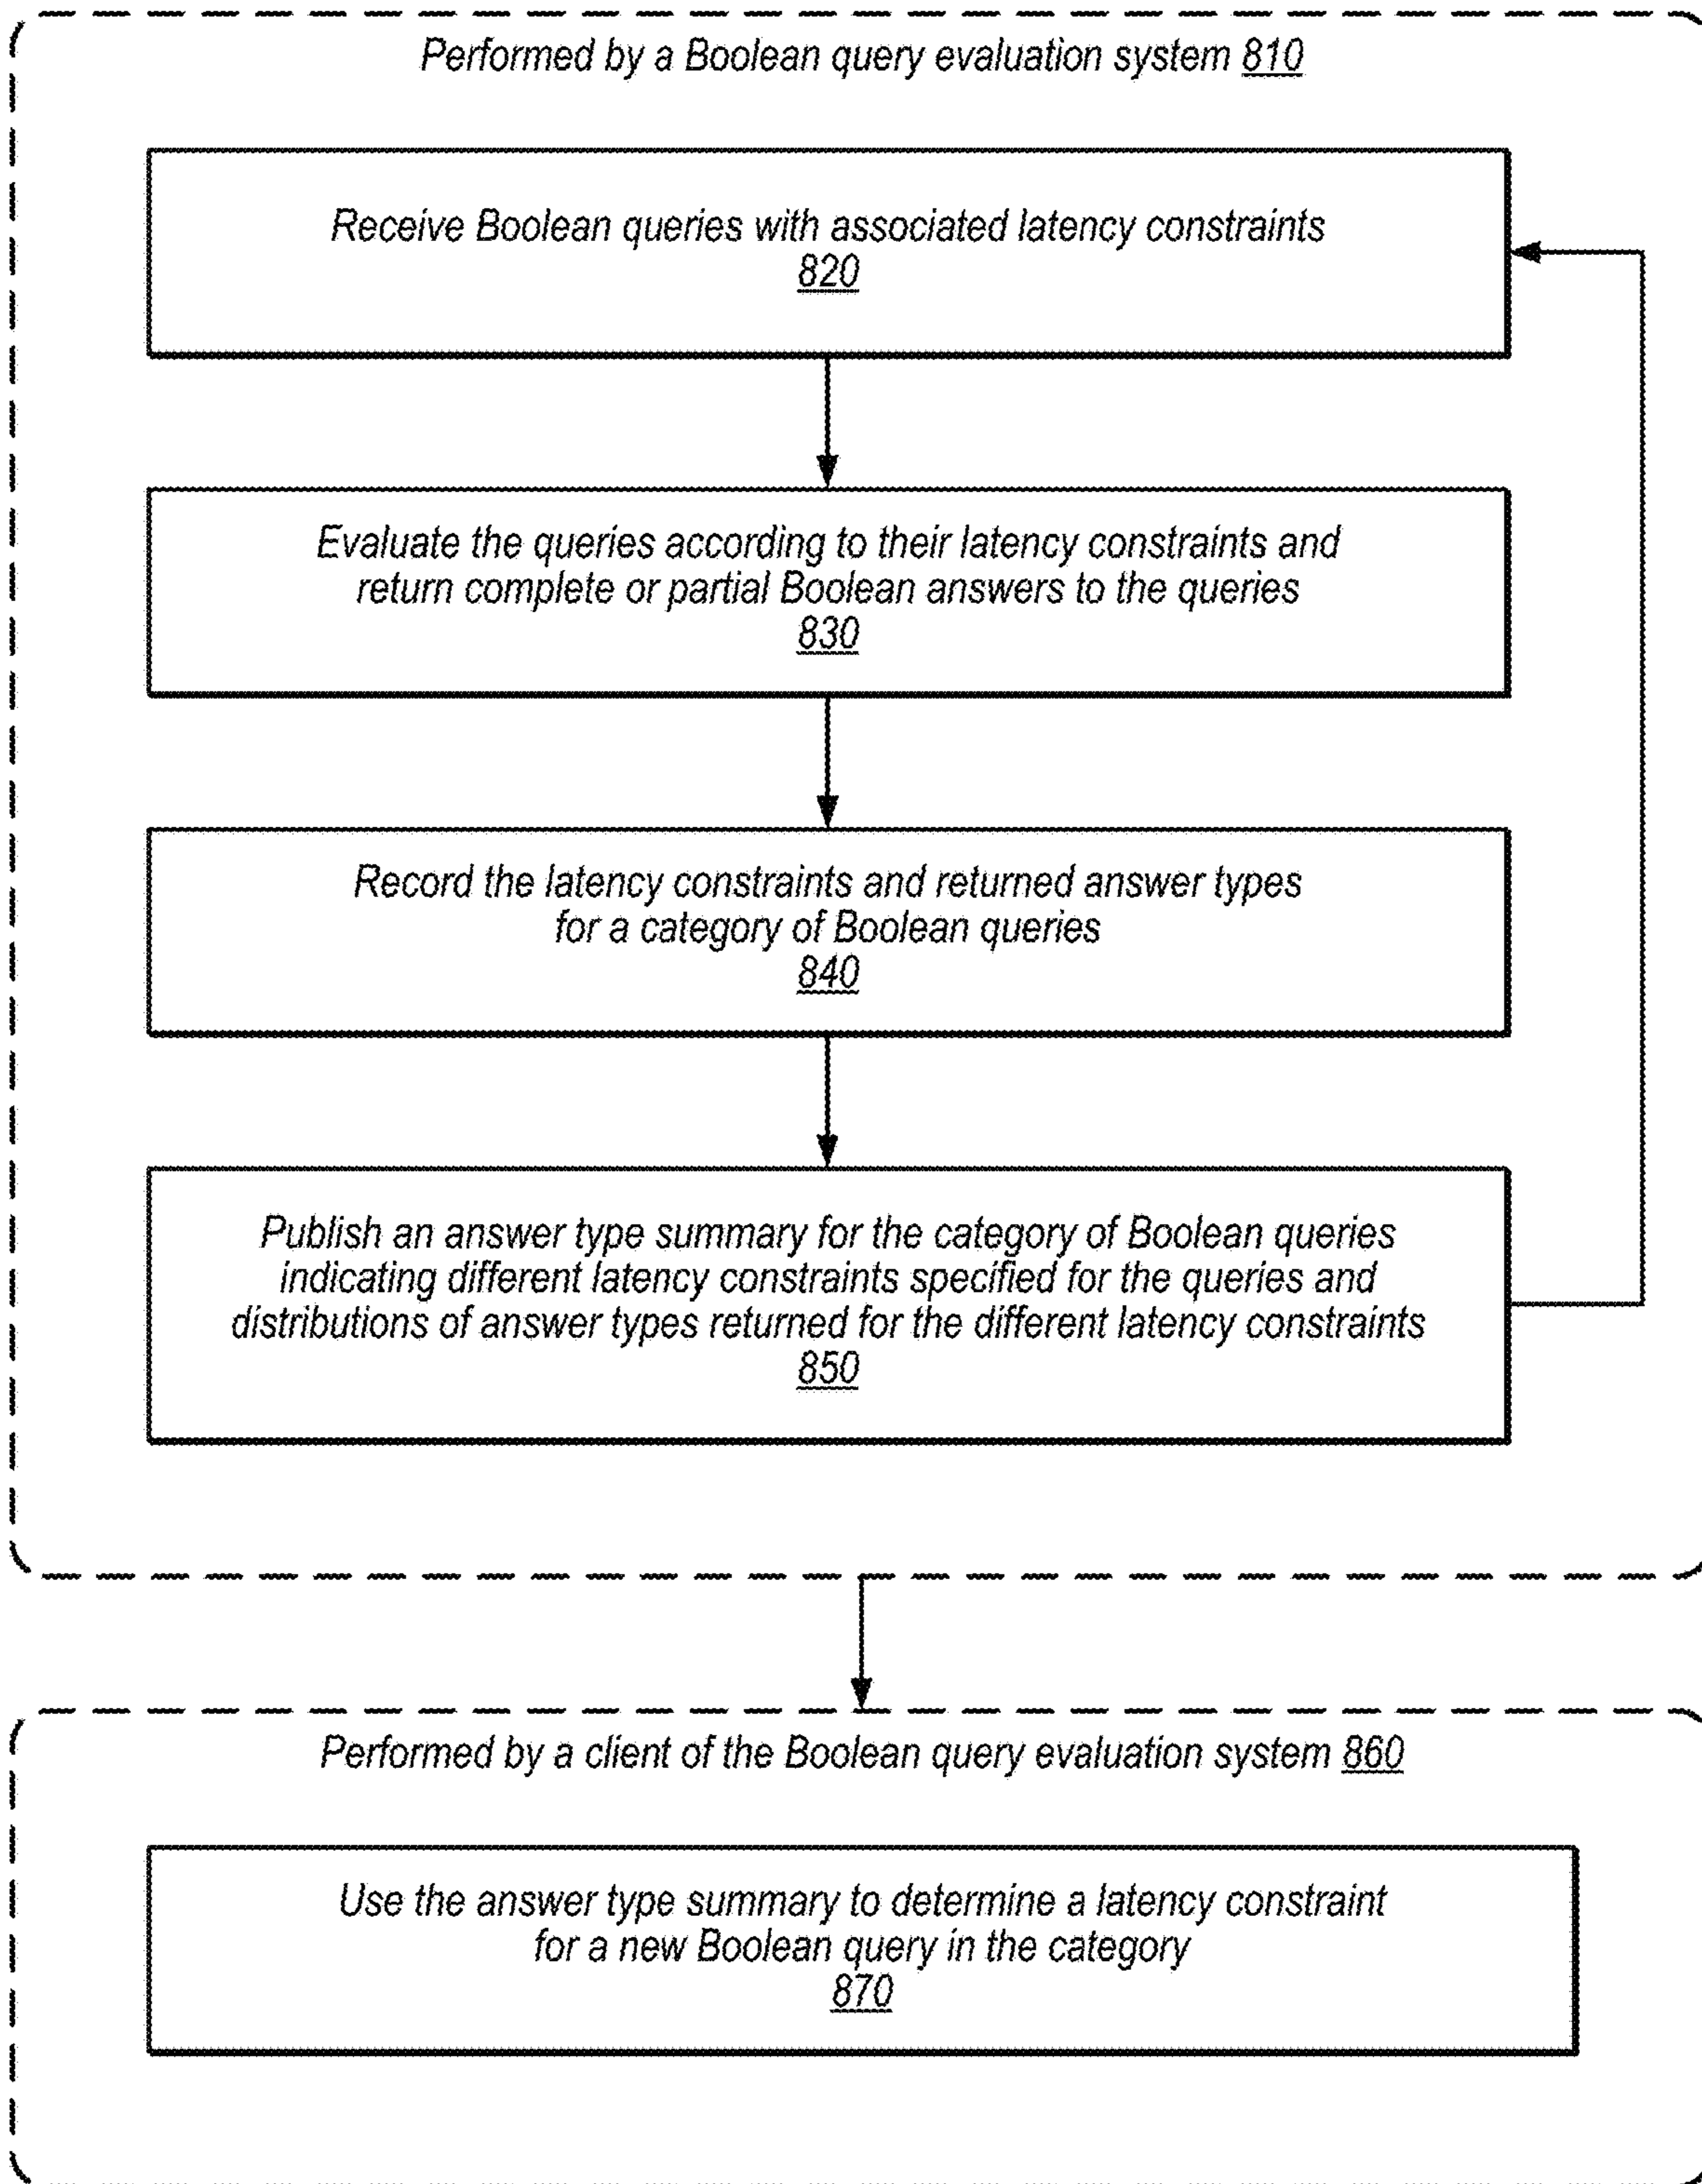 Performed by a Boolean query evaluation system 810
Receive Boolean queries with associated latency constraints
820
Evaluate the queries according to their latency constraints and
return complete or partial Boolean answers to the queries
830
Record the latency constraints and returned answer types
for a category of Boolean queries
840
Publish an answer type summary for the category of Boolean queries
indicating different latency constraints specified for the queries and
distributions of answer types returned for the different latency constraints
850
Performed by a client of the Boolean query evaluation system 860
Use the answer type summary to determine a latency constraint
for a new Boolean query in the category
870